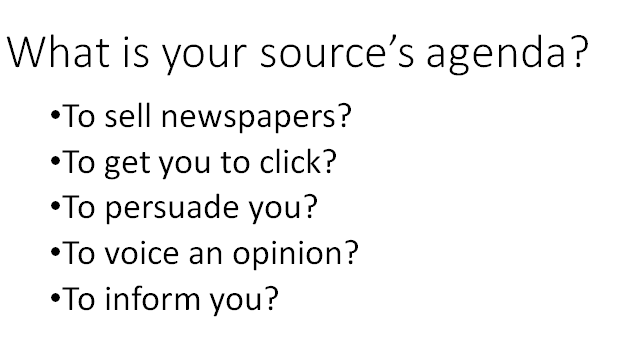 What is your source’s agenda?
•To sell newspapers?
•To get you to click?
•To persuade you?
•To voice an opinion?
•To inform you?